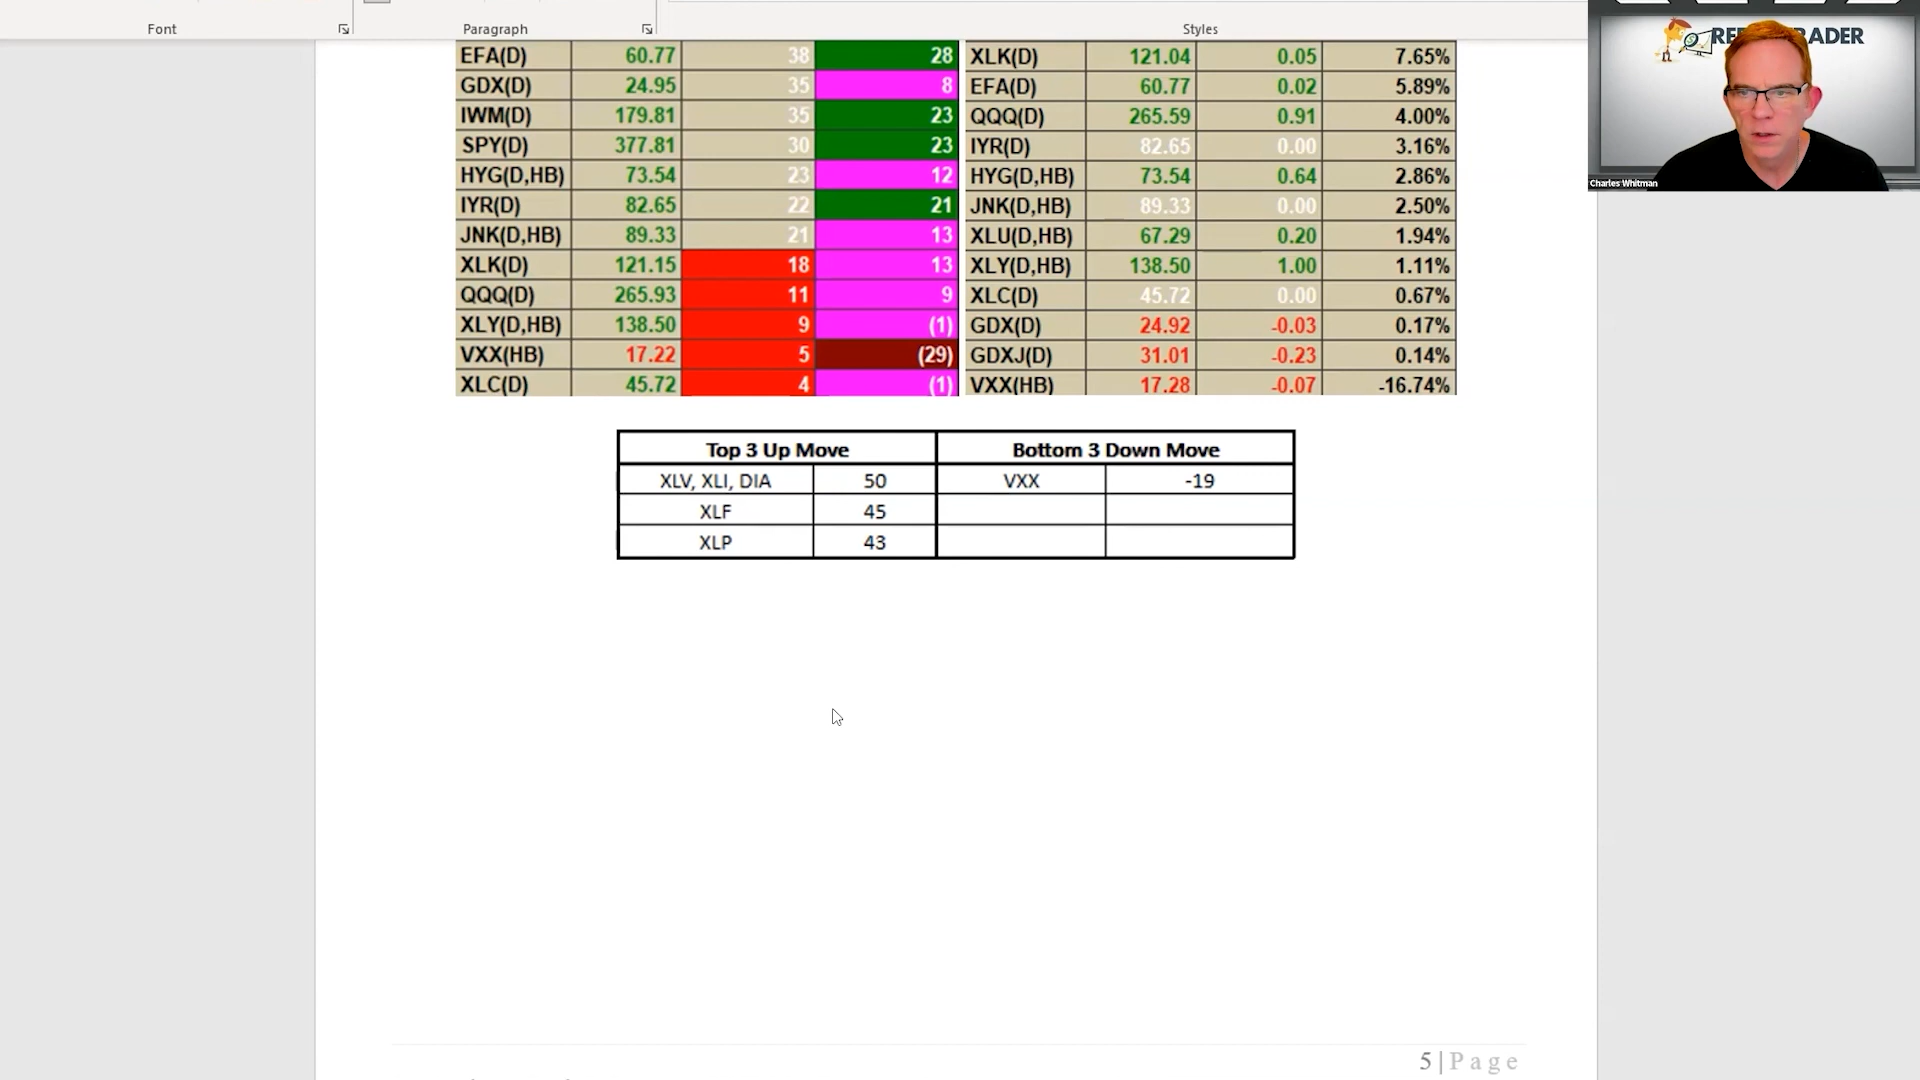 Font Paragraph Styles
EFA(D) 60.77 38 28 XLK(D) 121.04 0.05 7.65%
GDX(D) 24.95 35 8 EFA(D) 60.77 0.02 5.89%
IWM(D) 179.81 35 23 QQQ(D) 265.59 0.91 4.00%
SPY(D) 377.81 30 23 IYR(D) 82.65 0.00 3.16%
HYG(D,HB) 73.54 23 12 HYG(D,HB) 73.54 0.64 2.86%
IYR(D) 82.65 22 21 JNK(D,HB) 89.33 0.00 2.50%
JNK(D,HB) 89.33 21 13 XLU(D,HB) 67.29 0.20 1.94%
XLK(D) 121.15 18 13 XLY(D,HB) 138.50 1.00 1.11%
QQQ(D) 265.93 11 9 XLC(D) 45.72 0.00 0.67%
XLY(D,HB) 138.50 9 (1) GDX(D) 24.92 -0.03 0.17%
VXX(HB) 17.22 5 (29) GDXJ(D) 31.01 -0.23 0.14%
XLC(D) 45.72 4 (1) VXX(HB) 17.28 -0.07 -16.74%
Top 3 Up Move Bottom 3 Down Move
XLV, XLI, DIA 50 VXX -19
XLF 45
XLP 43
5 | Page
Charles Whitman